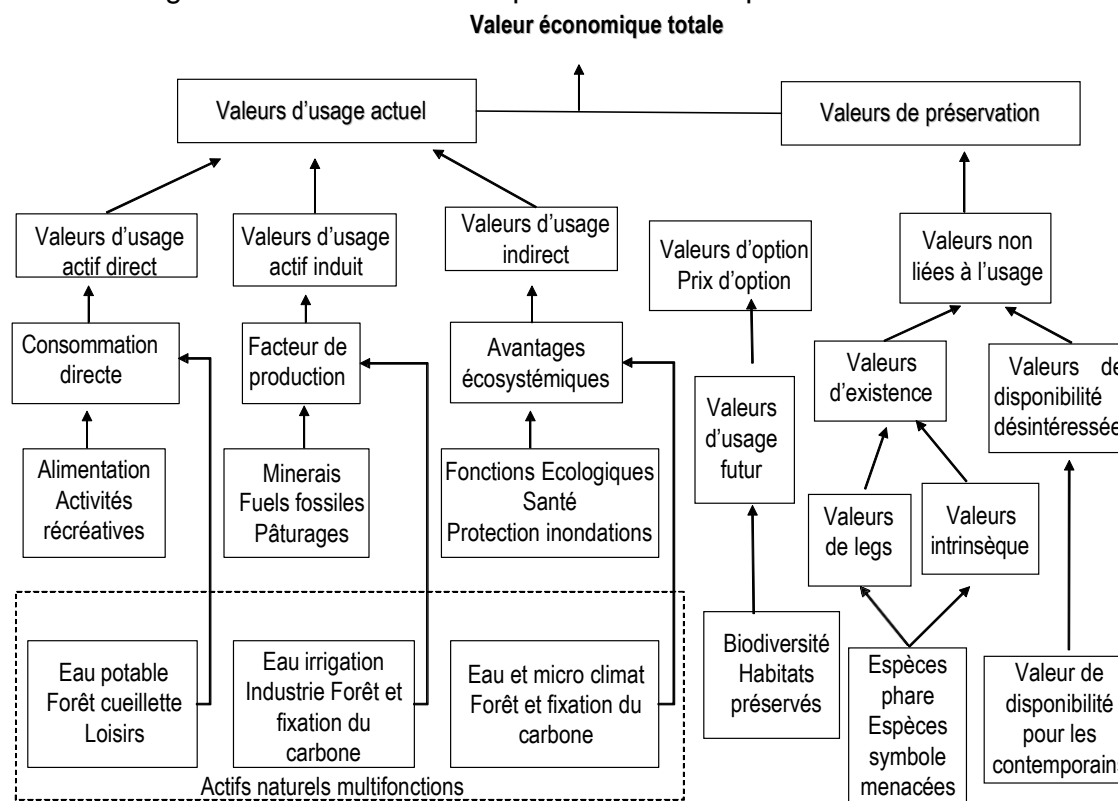 Valeur économique totale
Valeurs d'usage actuel
Valeurs de préservation
Valeurs d'usage
actif direct
Valeurs d'usage
actif induit
Valeurs d'usage
indirect
Valeurs d'option
Prix d'option
Valeurs non
liées à l'usage
Consommation
directe
Facteur de
production
Avantages
écosystémiques
Valeurs
d'usage
futur
Valeurs
d'existence
Valeurs de
disponibilité
désintéressée
Alimentation
Activités
récréatives
Minerais
Fuels fossiles
Pâturages
Fonctions Ecologiques
Santé
Protection inondations
Valeurs
de legs
Valeurs
intrinsèque
Eau potable
Forêt cueillette
Loisirs
Eau irrigation
Industrie Forêt et
fixation du
carbone
Eau et micro climat
Forêt et fixation du
carbone
Biodiversité
Habitats
préservés
Espèces
phare
Espèces
symbole
menacées
Valeur de
disponibilité
pour les
contemporains
Actifs naturels multifonctions